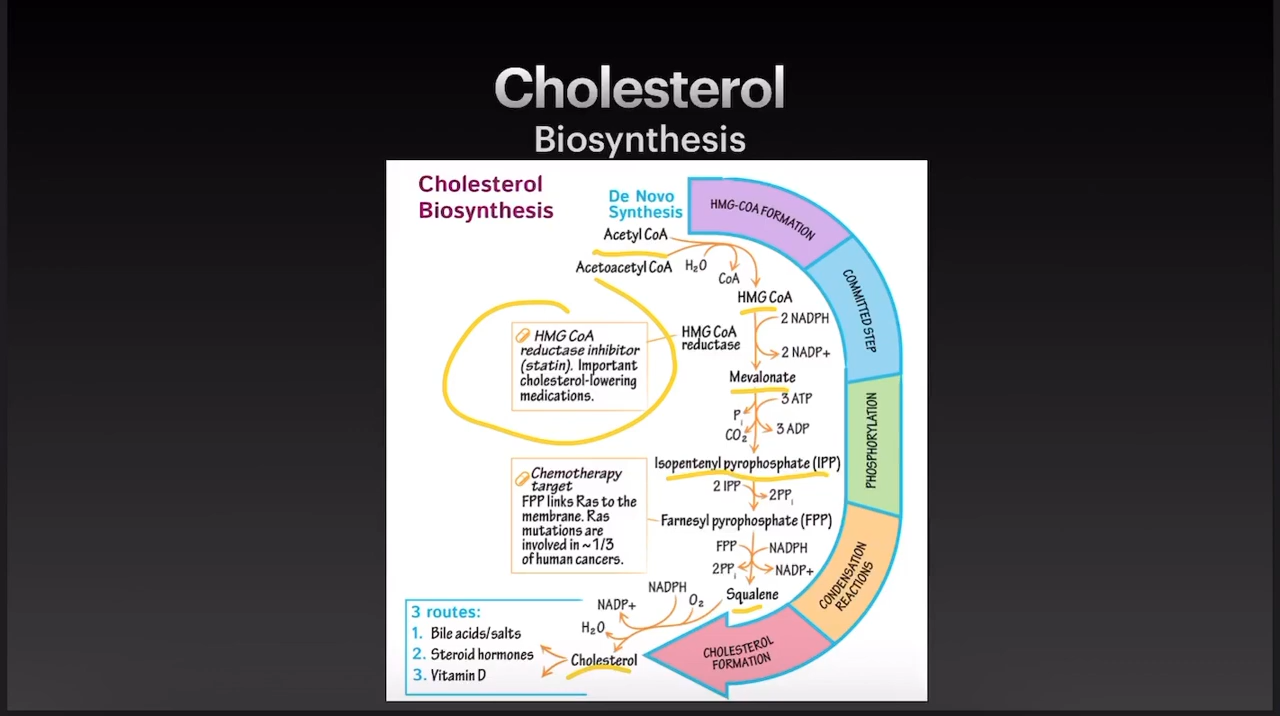 Cholesterol
Biosynthesis
Cholesterol
Biosynthesis
De Novo
Synthesis
HMG-COA FORMATION
Acetyl CoA
Acetoacetyl CoA
H₂O
CoA
HMG CoA
COMMITTED STEP
HMG CoA
reductase inhibitor
(statin). Important
cholesterol-lowering
medications.
HMG CoA
reductase
2 NADPH
2 NADP+
Mevalonate
3 ATP
Pᵢ
CO₂
3 ADP
PHOSPHORYLATION
Isopentenyl pyrophosphate (IPP)
2 IPP
2PPᵢ
Chemotherapy
target
FPP links Ras to the
membrane. Ras
mutations are
involved in ~1/3
of human cancers.
Farnesyl pyrophosphate (FPP)
FPP
NADPH
2PPᵢ
NADP+
CONDENSATION
REACTIONS
Squalene
NADPH
O₂
NADP+
H₂O
Cholesterol
CHOLESTEROL
FORMATION
3 routes:
1. Bile acids/salts
2. Steroid hormones
3. Vitamin D